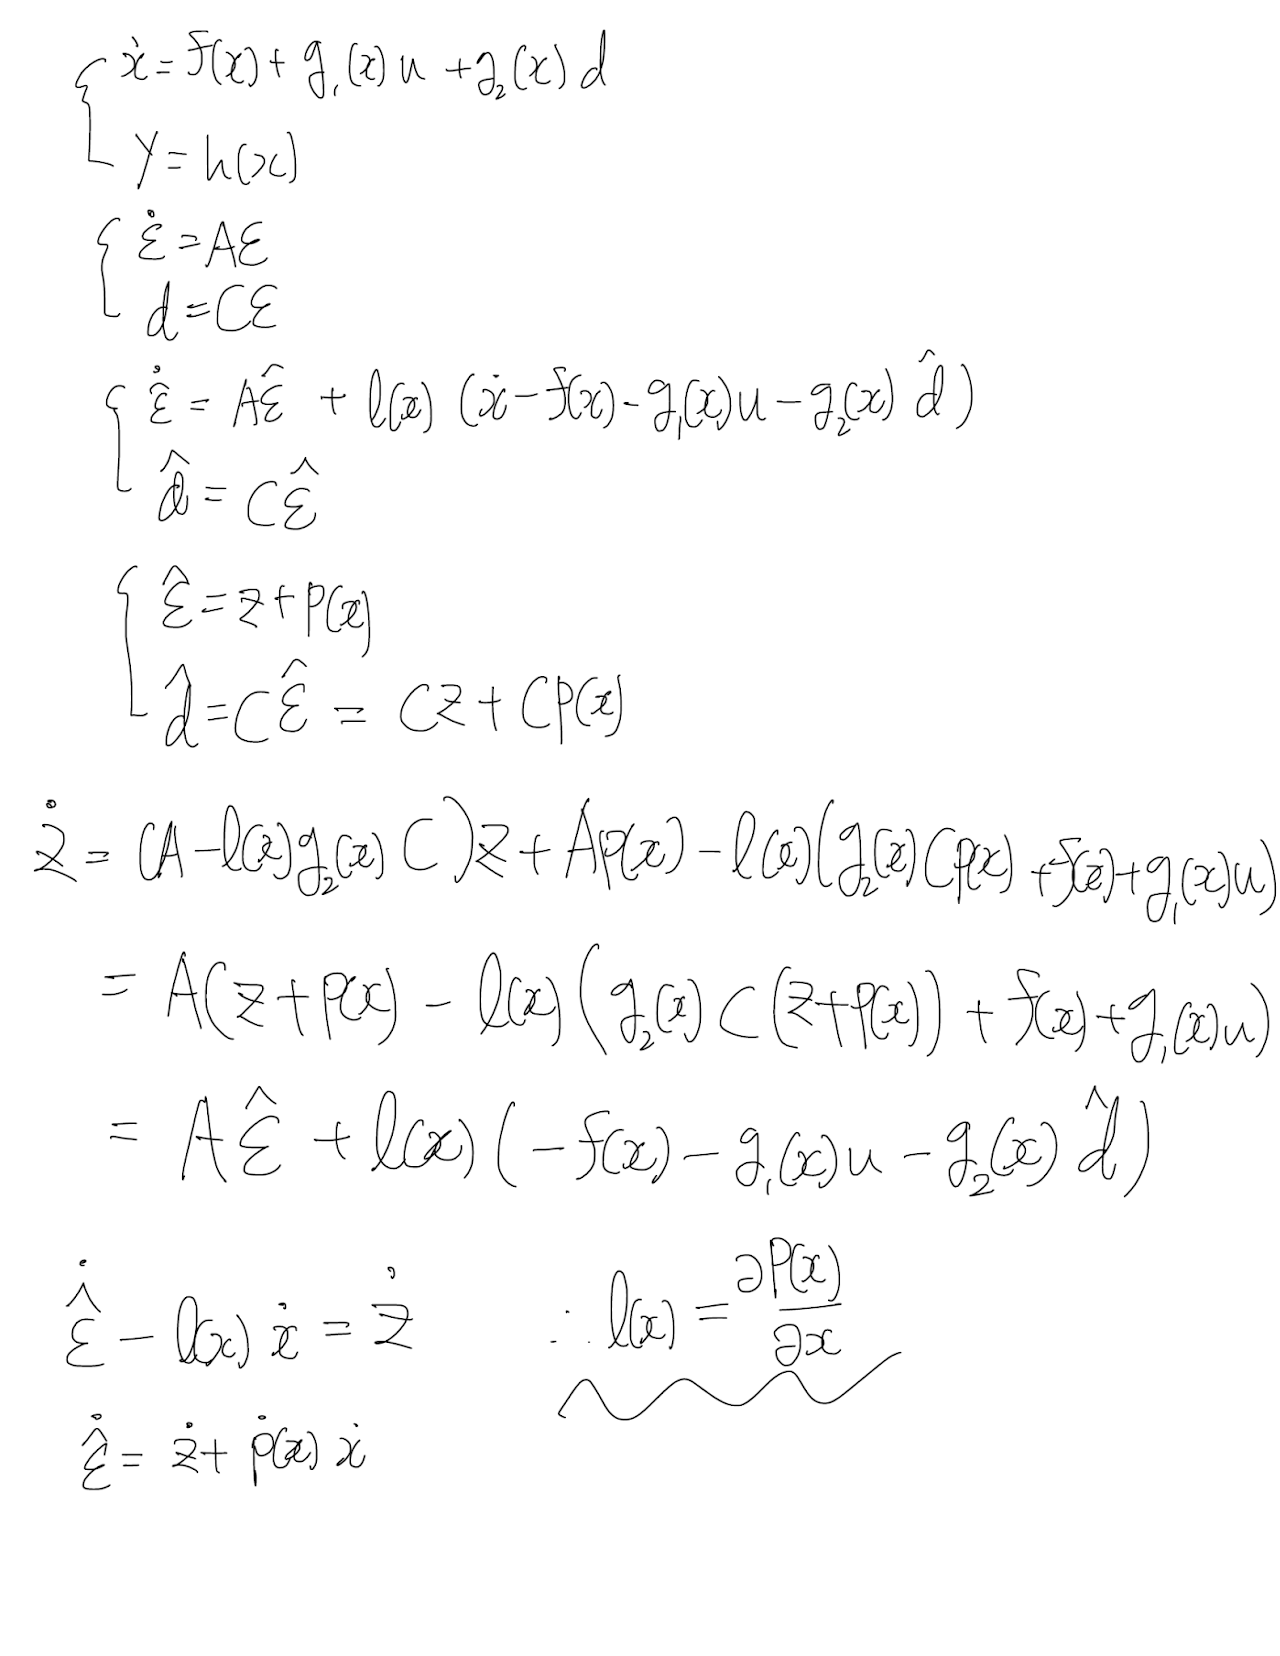 ẋ = f(x) + g₁(x)u + g₂(x)d
y = h(x)
ε̇ = Aε
d = Cε
ε̂̇ = Aε̂ + l(x) (ẋ - f(x) - g₁(x)u - g₂(x) d̂)
d̂ = Cε̂
ε̂ = z + p(x)
d̂ = Cε̂ = Cz + Cp(x)
ż = (A - l(x)g₂(x)C)z + Ap(x) - l(x)(g₂(x)Cp(x) + f(x) + g₁(x)u)
= A(z + p(x) - l(x)(g₂(x)C(z + p(x)) + f(x) + g₁(x)u)
= Aε̂ + l(x)(-f(x) - g₁(x)u - g₂(x)d̂)
ε̂̇ - l(x)ẋ = ż ∴ l(x) = ∂p(x)/∂x
ε̂̇ = ż + ṗ(x)ẋ